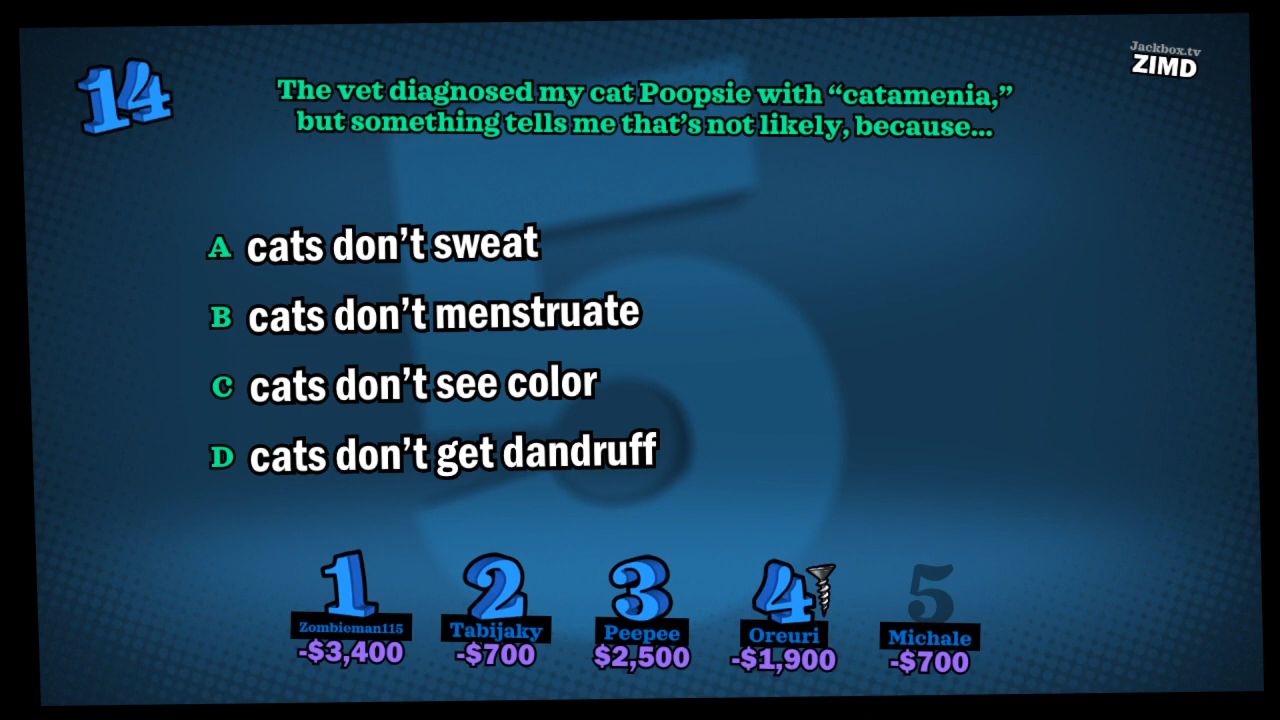 Jackbox.tv
ZIMD
14
The vet diagnosed my cat Poopsie with “catamenia,”
but something tells me that’s not likely, because...
A cats don’t sweat
B cats don’t menstruate
C cats don’t see color
D cats don’t get dandruff
5
1 2 3 4 5
Zombieman115 Tabijaky Peepee Oreuri Michale
-$3,400 -$700 $2,500 -$1,900 -$700